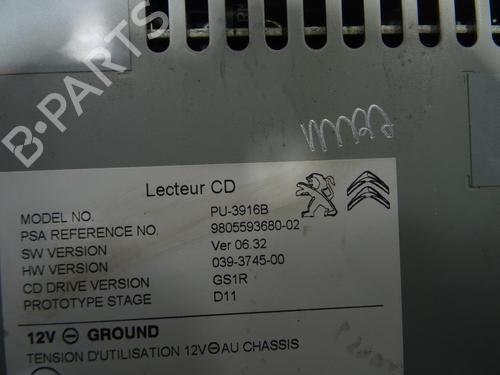 B-PARTS
Lecteur CD
MODEL NO. PU-3916B
PSA REFERENCE NO. 9805593680-02
SW VERSION Ver 06.32
HW VERSION 039-3745-00
CD DRIVE VERSION GS1R
PROTOTYPE STAGE D11
12V ⊖ GROUND
TENSION D'UTILISATION 12V⊖AU CHASSIS